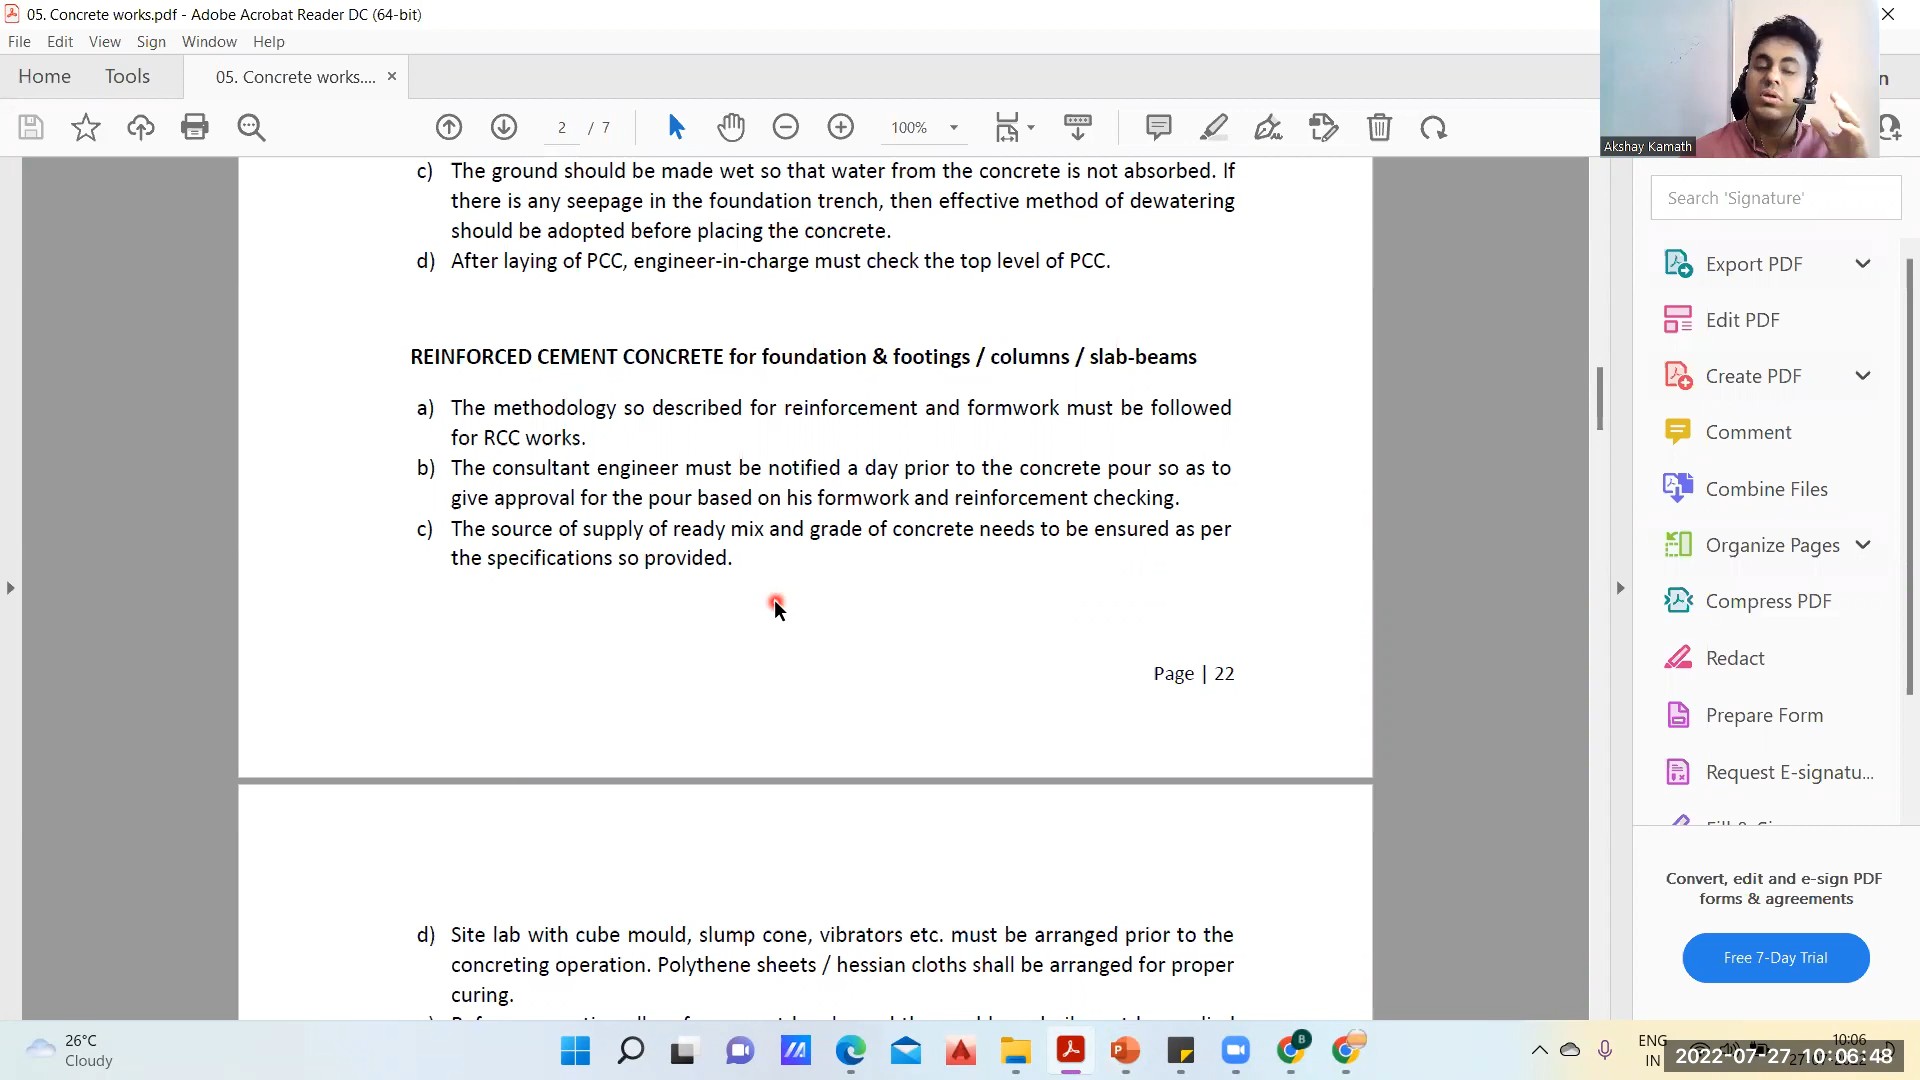 05. Concrete works.pdf - Adobe Acrobat Reader DC (64-bit)
File Edit View Sign Window Help
Home Tools 05. Concrete works....
2 / 7 100%
Akshay Kamath
c) The ground should be made wet so that water from the concrete is not absorbed. If
there is any seepage in the foundation trench, then effective method of dewatering
should be adopted before placing the concrete.
d) After laying of PCC, engineer-in-charge must check the top level of PCC.
REINFORCED CEMENT CONCRETE for foundation & footings / columns / slab-beams
a) The methodology so described for reinforcement and formwork must be followed
for RCC works.
b) The consultant engineer must be notified a day prior to the concrete pour so as to
give approval for the pour based on his formwork and reinforcement checking.
c) The source of supply of ready mix and grade of concrete needs to be ensured as per
the specifications so provided.
Page | 22
d) Site lab with cube mould, slump cone, vibrators etc. must be arranged prior to the
concreting operation. Polythene sheets / hessian cloths shall be arranged for proper
curing.
Search 'Signature'
Export PDF
Edit PDF
Create PDF
Comment
Combine Files
Organize Pages
Compress PDF
Redact
Prepare Form
Request E-signatu...
Convert, edit and e-sign PDF
forms & agreements
Free 7-Day Trial
26°C
Cloudy
ENG
IN
10:06
2022-07-27 10:06:48